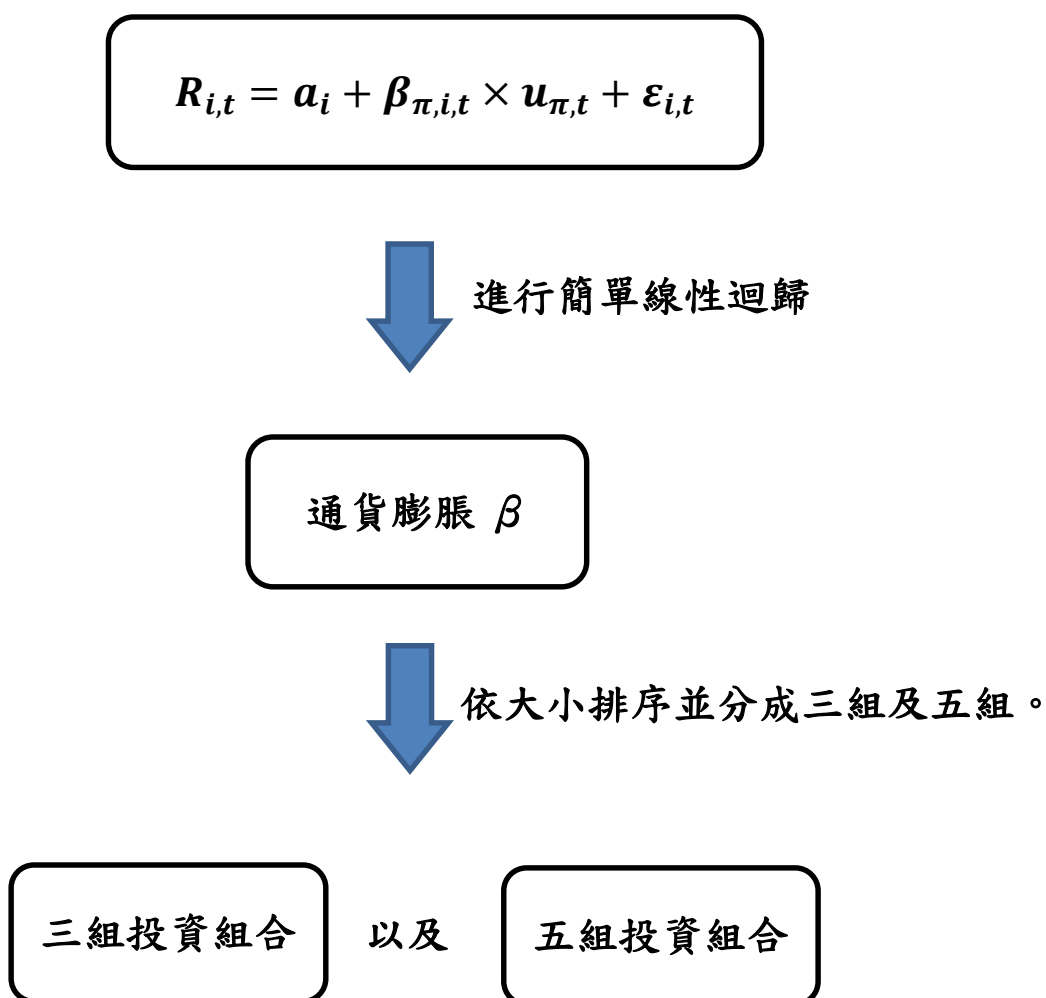 R_{i,t} = a_i + β_{π,i,t} × u_{π,t} + ε_{i,t}
進行簡單線性迴歸
通貨膨脹 β
依大小排序並分成三組及五組。
三組投資組合 以及 五組投資組合